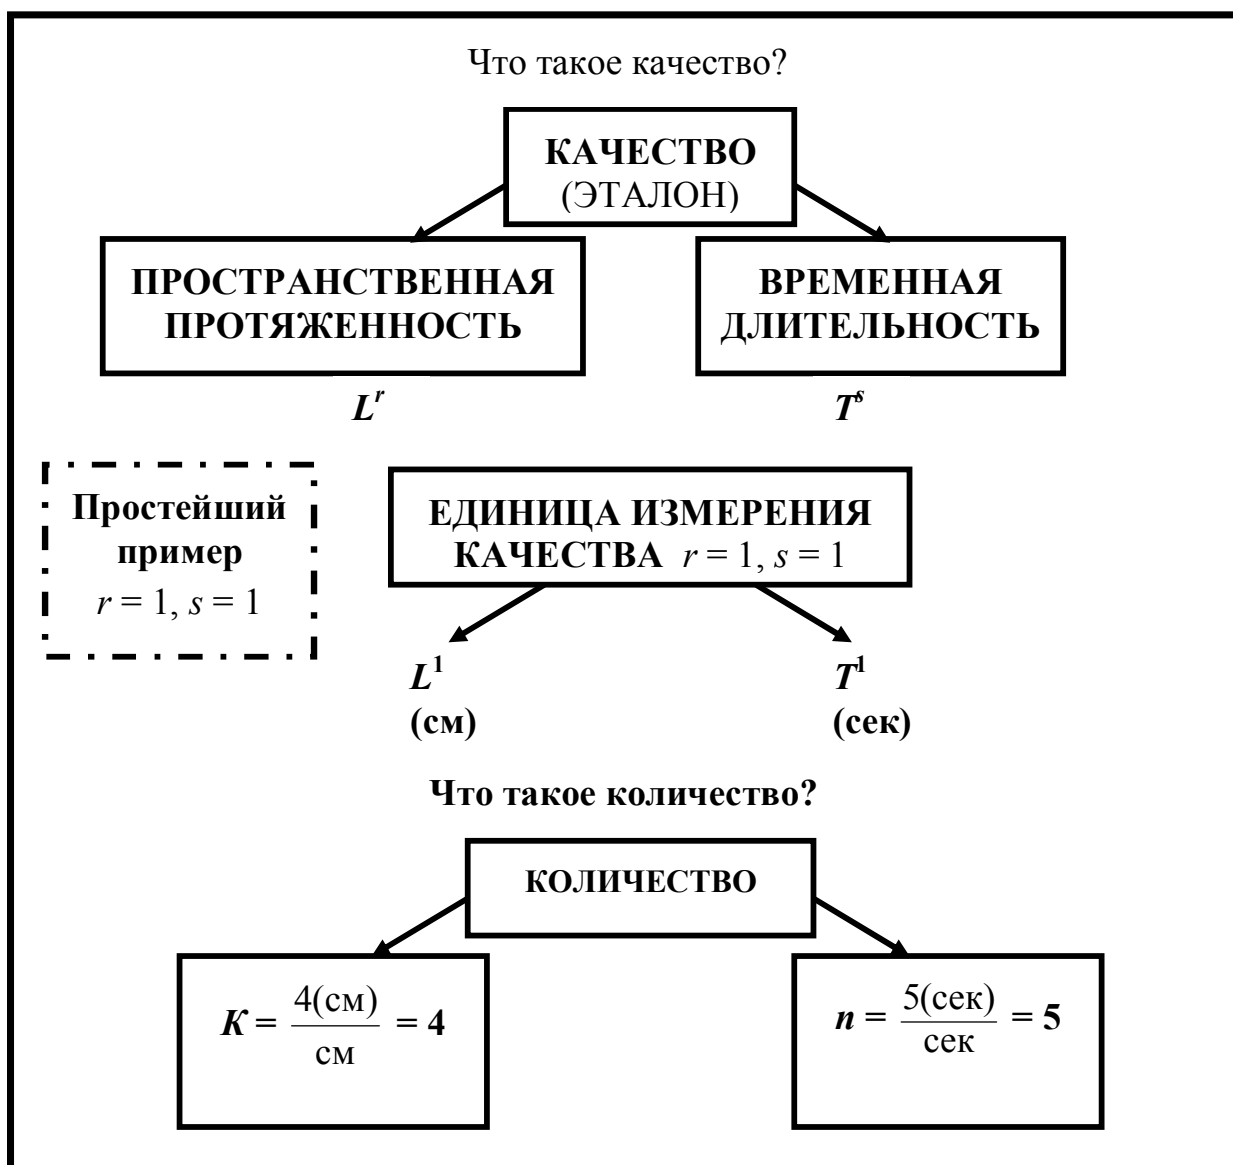 Что такое качество?
КАЧЕСТВО
(ЭТАЛОН)
ПРОСТРАНСТВЕННАЯ
ПРОТЯЖЕННОСТЬ
ВРЕМЕННАЯ
ДЛИТЕЛЬНОСТЬ
L^r
T^s
Простейший
пример
r = 1, s = 1
ЕДИНИЦА ИЗМЕРЕНИЯ
КАЧЕСТВА r = 1, s = 1
L^1
(см)
T^1
(сек)
Что такое количество?
КОЛИЧЕСТВО
K = 4(см)/см = 4
n = 5(сек)/сек = 5